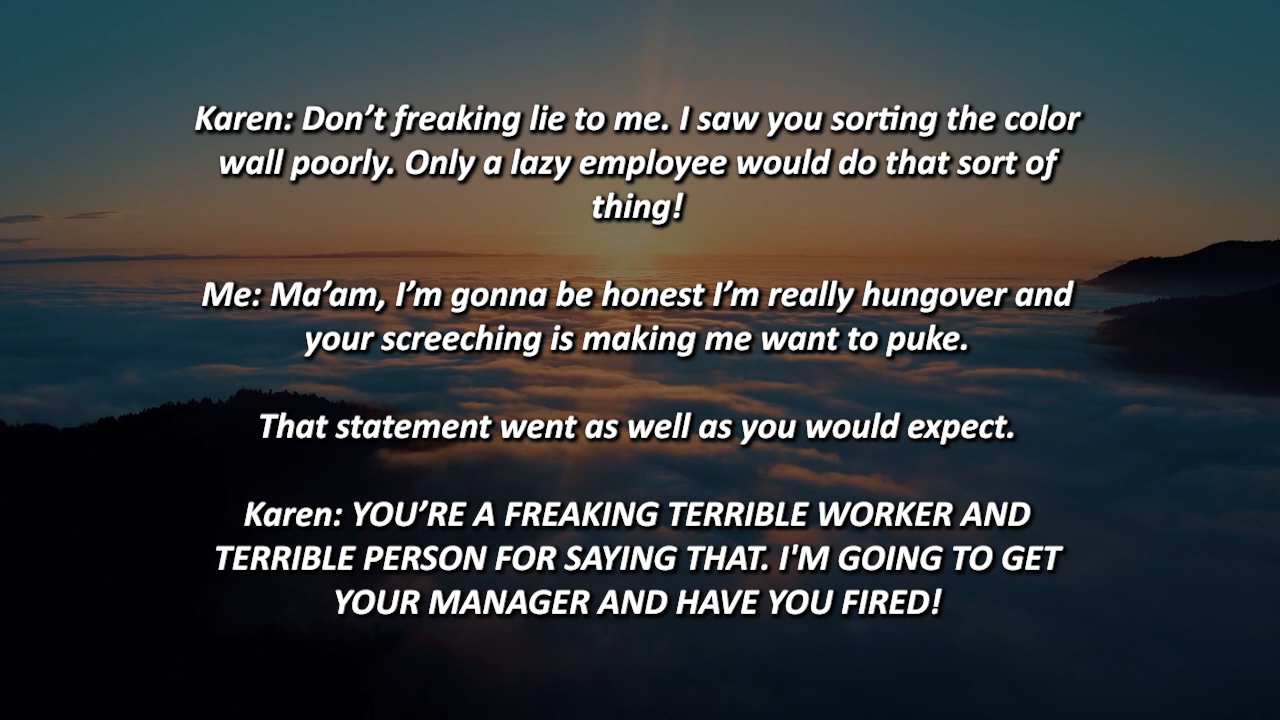 Karen: Don’t freaking lie to me. I saw you sorting the color
wall poorly. Only a lazy employee would do that sort of
thing!
Me: Ma’am, I’m gonna be honest I’m really hungover and
your screeching is making me want to puke.
That statement went as well as you would expect.
Karen: YOU’RE A FREAKING TERRIBLE WORKER AND
TERRIBLE PERSON FOR SAYING THAT. I'M GOING TO GET
YOUR MANAGER AND HAVE YOU FIRED!